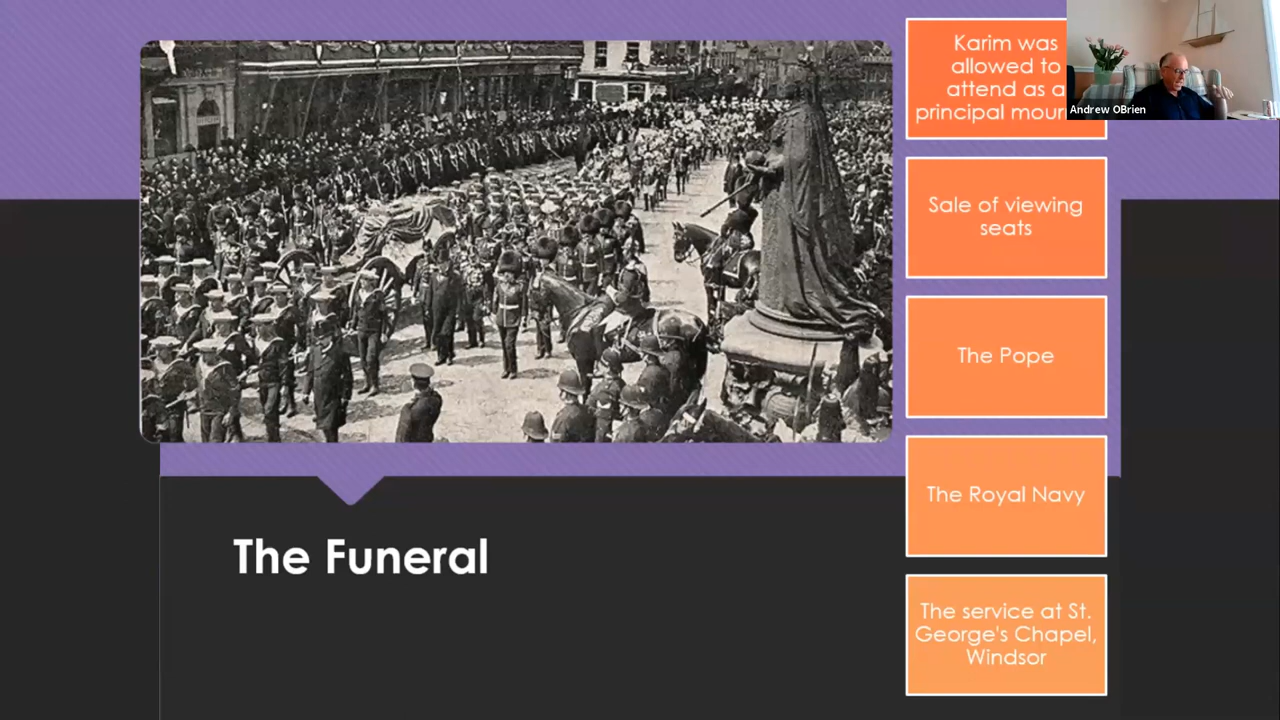 Karim was
allowed to
attend as a
principal
Andrew OBrien
Sale of viewing
seats
The Pope
The Royal Navy
The service at St.
George's Chapel,
Windsor
The Funeral